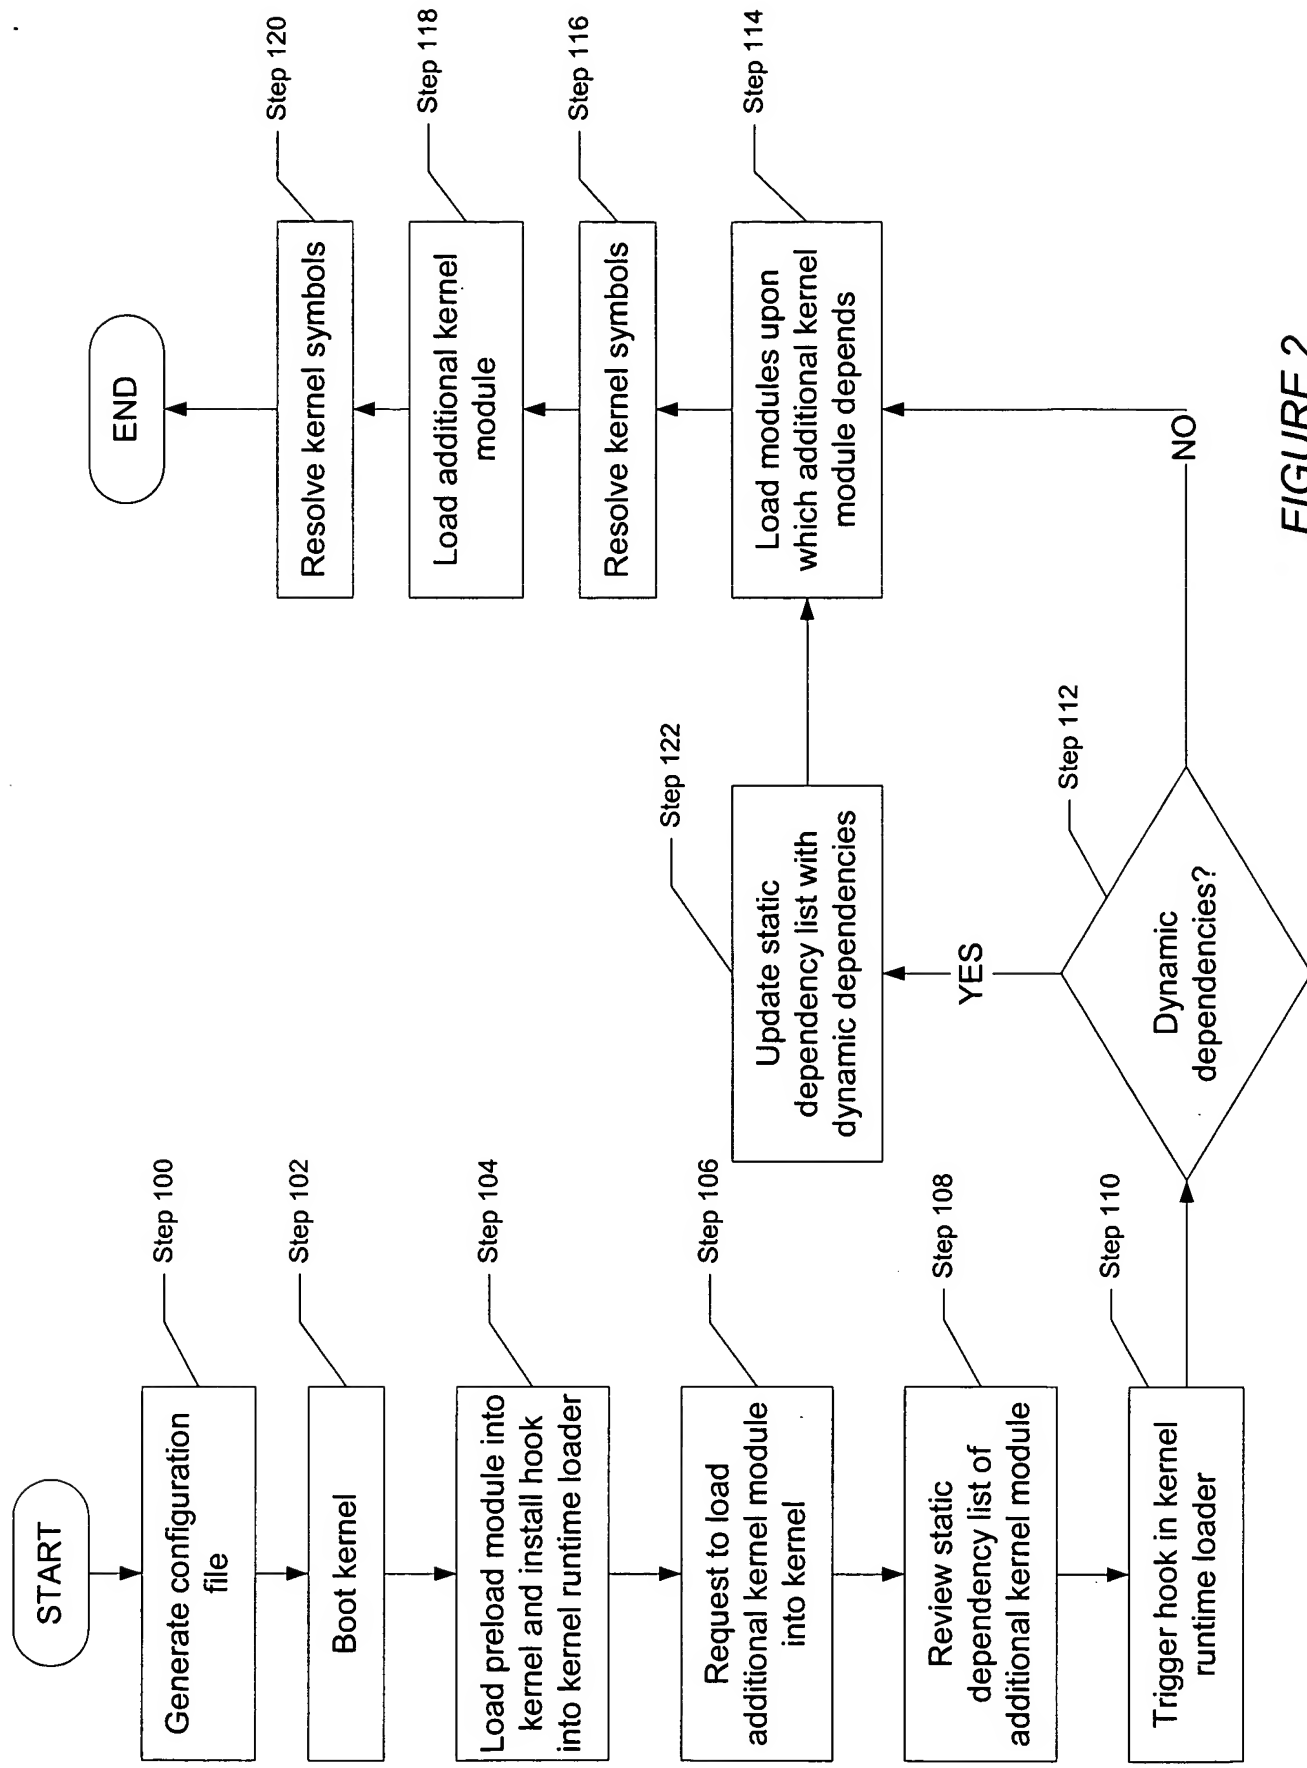 START
Generate configuration
file
Step 100
Boot kernel
Step 102
Load preload module into
kernel and install hook
into kernel runtime loader
Step 104
Request to load
additional kernel module
into kernel
Step 106
Review static
dependency list of
additional kernel module
Step 108
Trigger hook in kernel
runtime loader
Step 110
Dynamic
dependencies?
Step 112
YES
NO
Update static
dependency list with
dynamic dependencies
Step 122
Load modules upon
which additional kernel
module depends
Step 114
Resolve kernel symbols
Step 116
Load additional kernel
module
Step 118
Resolve kernel symbols
Step 120
END
FIGURE 2